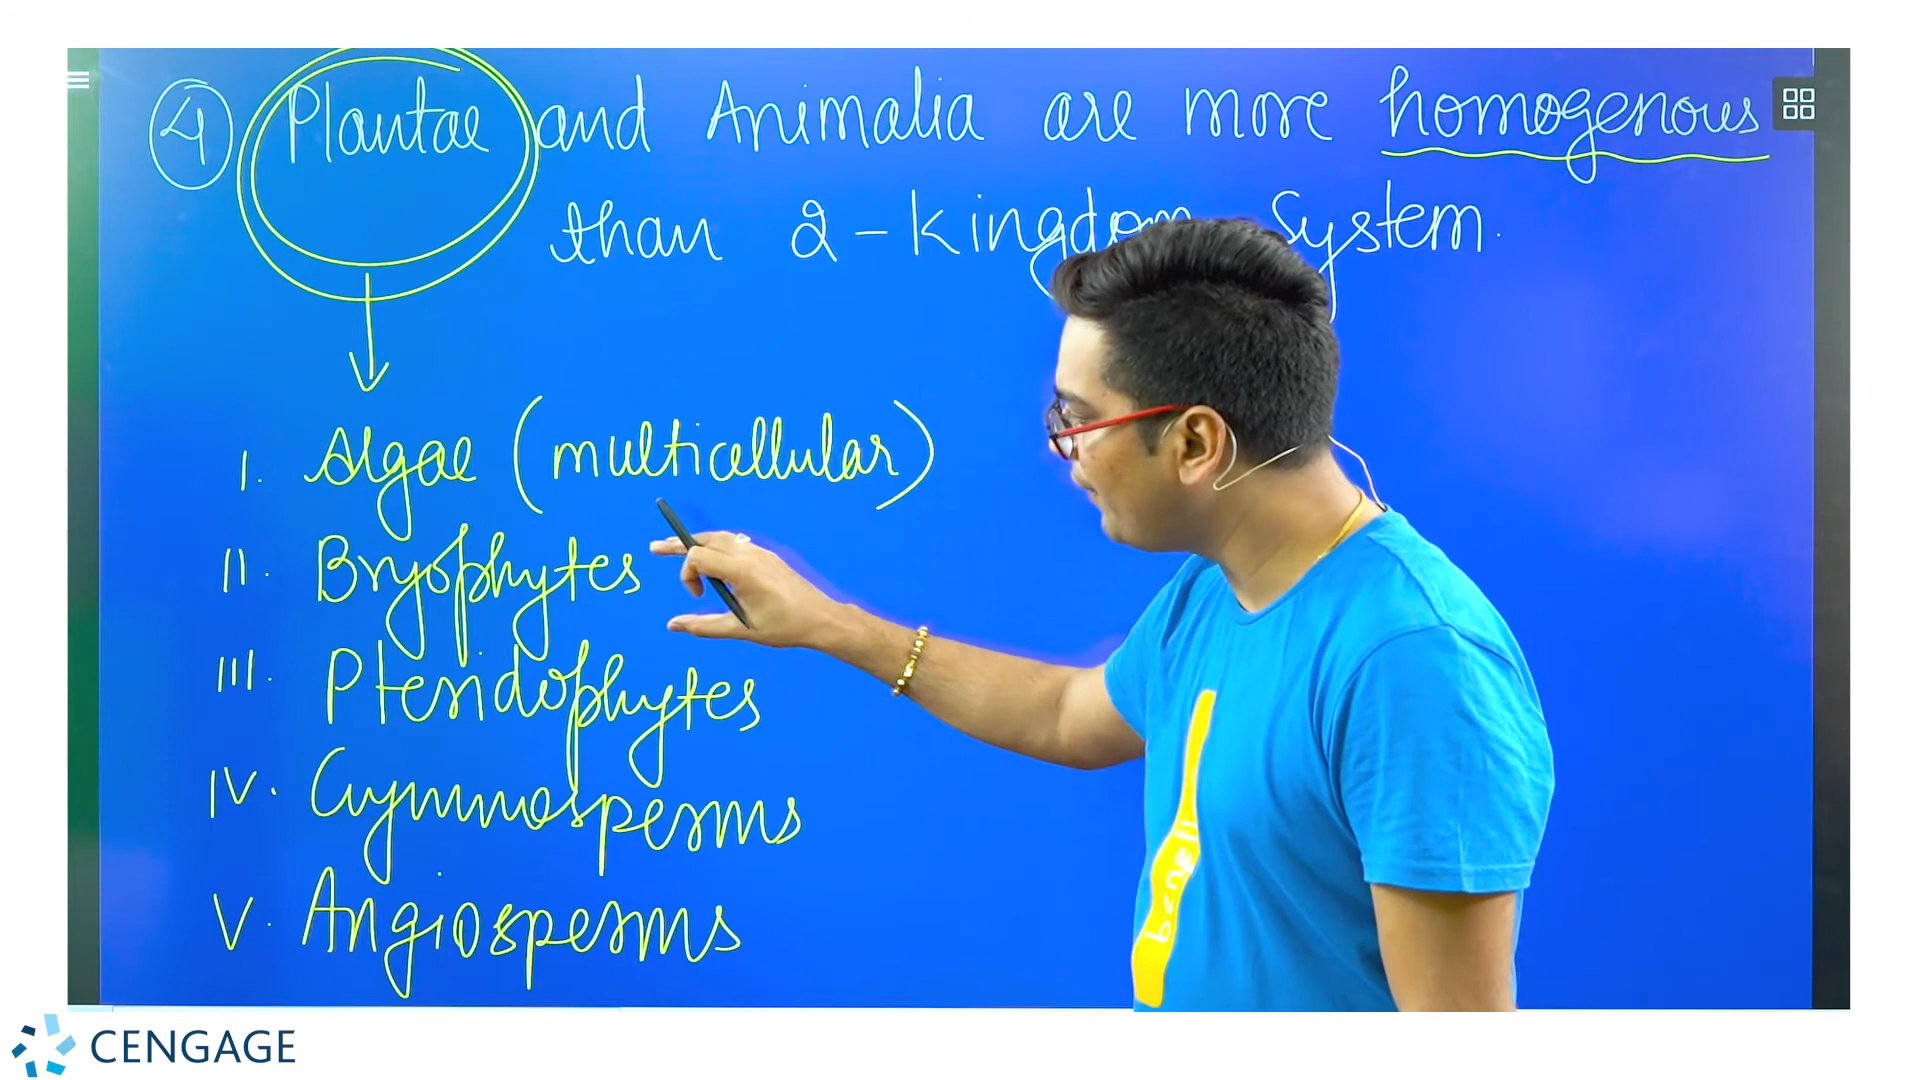 ④ Plantae and Animalia are more homogenous
than 2-kingdom system.
I. Algae (multicellular)
II. Bryophytes
III. Pteridophytes
IV. Gymnosperms
V. Angiosperms
CENGAGE